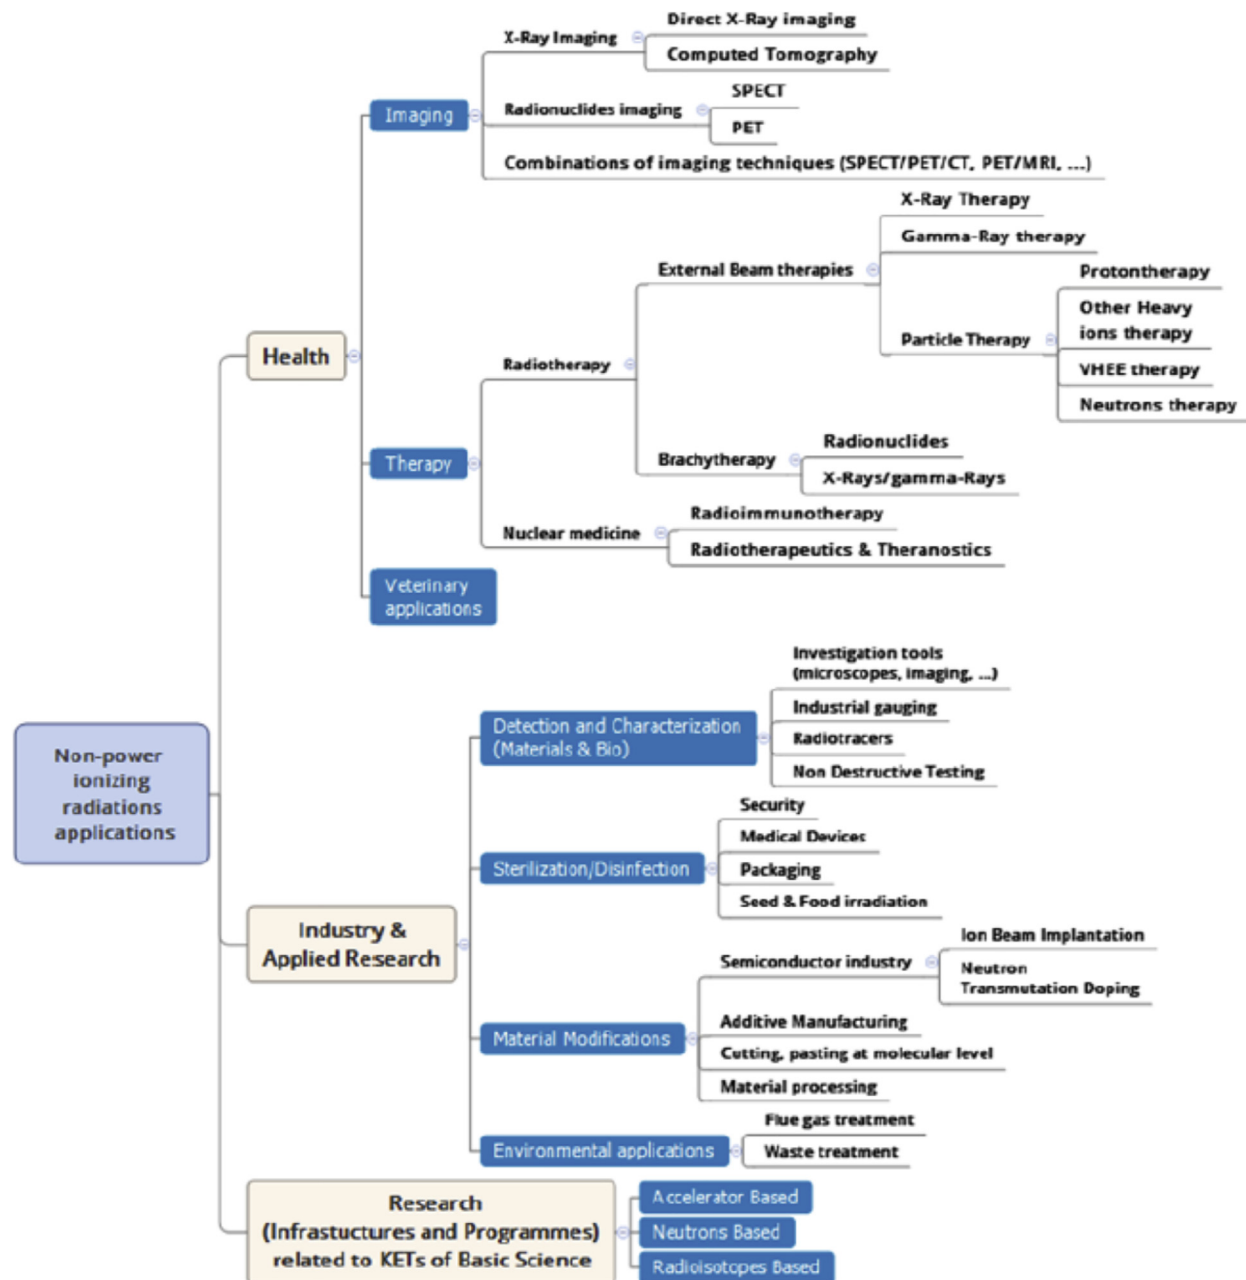 Direct X-Ray imaging
X-Ray Imaging
Computed Tomography
SPECT
Imaging
Radionuclides imaging
PET
Combinations of imaging techniques (SPECT/PET/CT, PET/MRI, ...)
X-Ray Therapy
Gamma-Ray therapy
External Beam therapies
Protontherapy
Other Heavy
ions therapy
Particle Therapy
Health
Radiotherapy
VHEE therapy
Neutrons therapy
Radionuclides
Therapy
Brachytherapy
X-Rays/gamma-Rays
Radioimmunotherapy
Nuclear medicine
Radiotherapeutics & Theranostics
Veterinary
applications
Investigation tools
(microscopes, imaging, ...)
Detection and Characterization
(Materials & Bio)
Industrial gauging
Radiotracers
Non Destructive Testing
Non-power
ionizing
radiations
applications
Security
Medical Devices
Sterilization/Disinfection
Packaging
Seed & Food irradiation
Industry &
Applied Research
Ion Beam Implantation
Semiconductor industry
Neutron
Transmutation Doping
Additive Manufacturing
Material Modifications
Cutting, pasting at molecular level
Material processing
Flue gas treatment
Environmental applications
Waste treatment
Research
(Infrastuctures and Programmes)
related to KETs of Basic Science
Accelerator Based
Neutrons Based
Radioisotopes Based